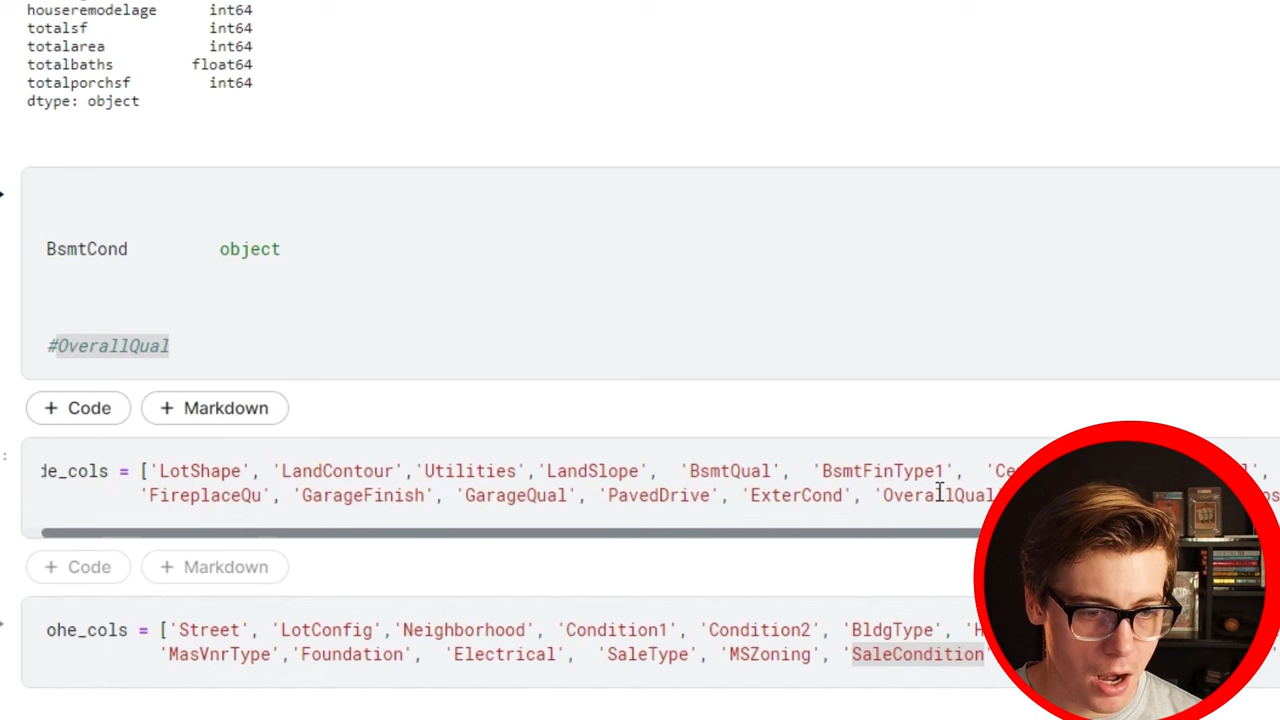 houseremodelage int64
totalsf int64
totalarea int64
totalbaths float64
totalporchsf int64
dtype: object
BsmtCond object
#OverallQual
+ Code + Markdown
de_cols = ['LotShape', 'LandContour','Utilities','LandSlope', 'BsmtQual', 'BsmtFinType1', 'Ce
'FireplaceQu', 'GarageFinish', 'GarageQual', 'PavedDrive', 'ExterCond', 'OverallQual
+ Code + Markdown
ohe_cols = ['Street', 'LotConfig','Neighborhood', 'Condition1', 'Condition2', 'BldgType', 'H
'MasVnrType','Foundation', 'Electrical', 'SaleType', 'MSZoning', 'SaleCondition'